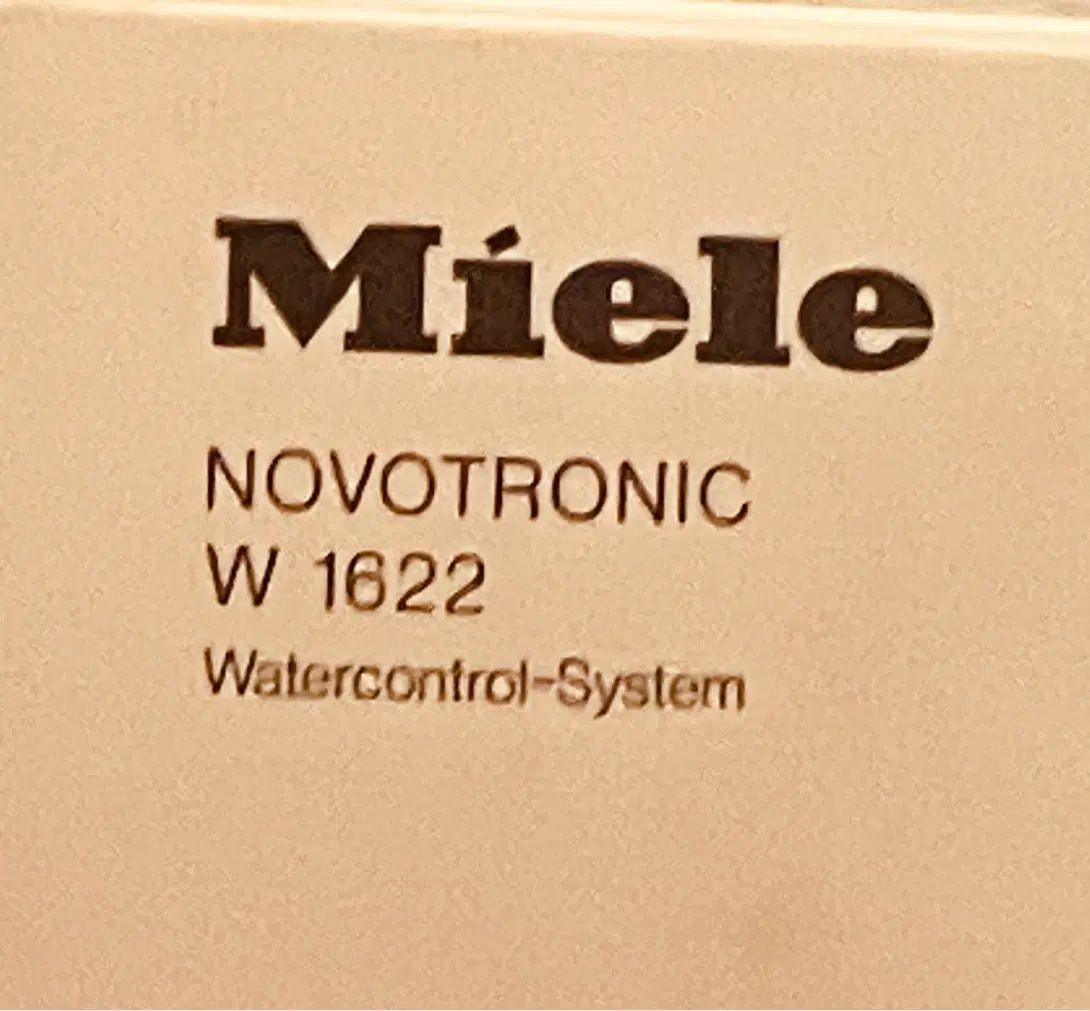 Miele
NOVOTRONIC
W 1622
Watercontrol-System